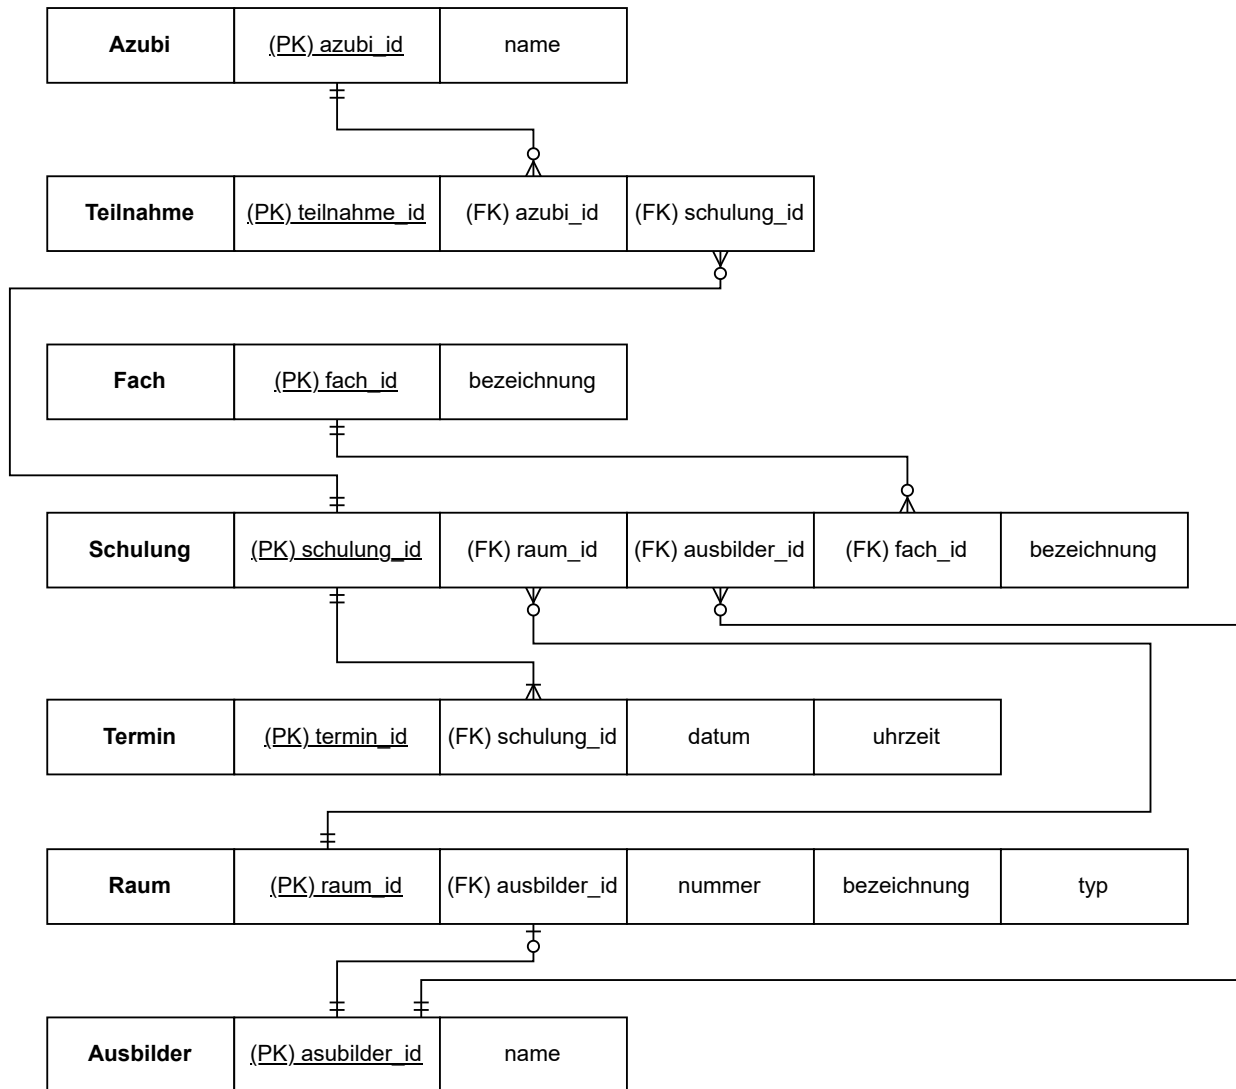 Azubi (PK) azubi_id name
Teilnahme (PK) teilnahme_id (FK) azubi_id (FK) schulung_id
Fach (PK) fach_id bezeichnung
Schulung (PK) schulung_id (FK) raum_id (FK) ausbilder_id (FK) fach_id bezeichnung
Termin (PK) termin_id (FK) schulung_id datum uhrzeit
Raum (PK) raum_id (FK) ausbilder_id nummer bezeichnung typ
Ausbilder (PK) asubilder_id name